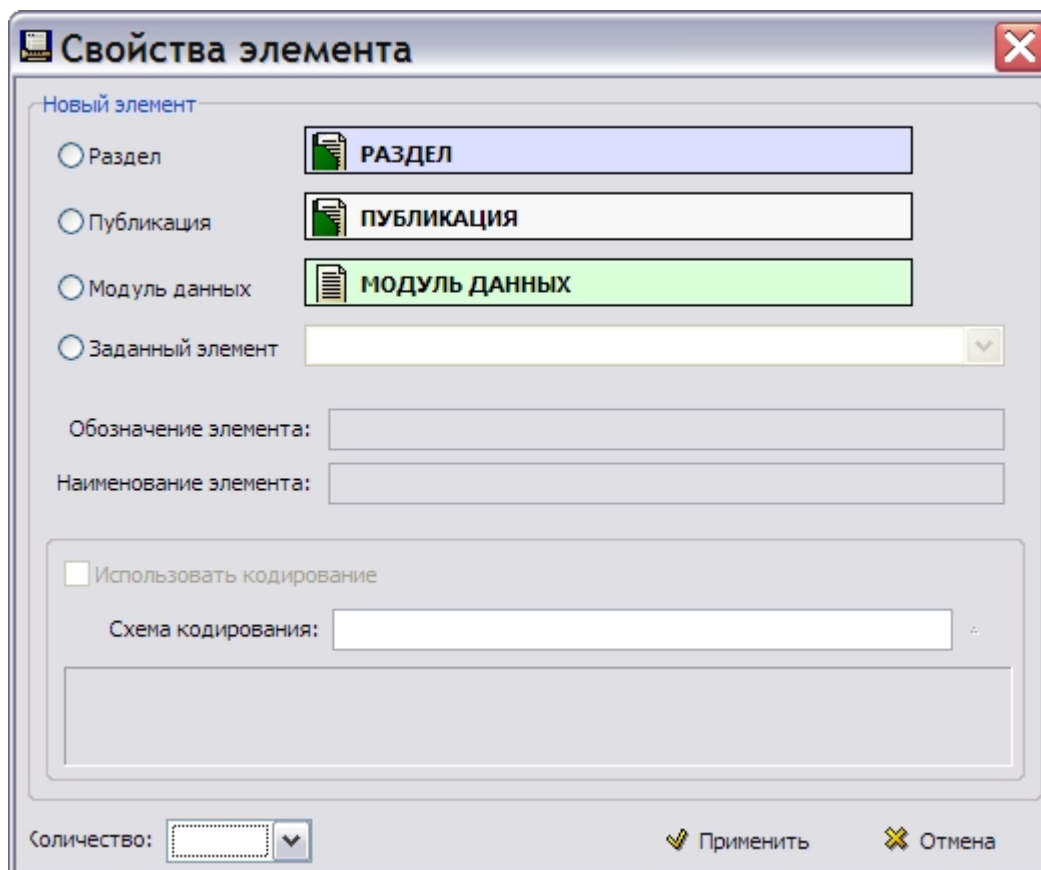 Свойства элемента
Новый элемент
Раздел РАЗДЕЛ
Публикация ПУБЛИКАЦИЯ
Модуль данных МОДУЛЬ ДАННЫХ
Заданный элемент
Обозначение элемента:
Наименование элемента:
Использовать кодирование
Схема кодирования:
Количество: Применить Отмена